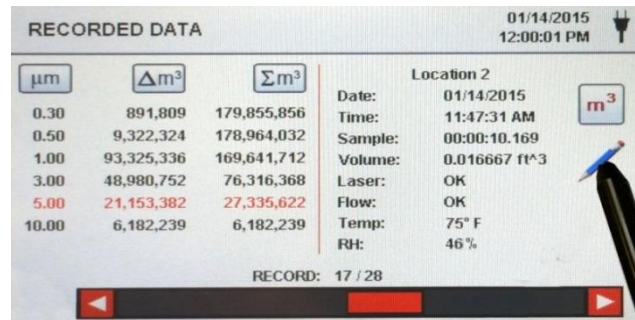 RECORDED DATA
01/14/2015
12:00:01 PM
µm Δm³ Σm³
0.30 891,809 179,855,856
0.50 9,322,324 178,964,032
1.00 93,325,336 169,641,712
3.00 48,980,752 76,316,368
5.00 21,153,382 27,335,622
10.00 6,182,239 6,182,239
Location 2
Date: 01/14/2015
Time: 11:47:31 AM
Sample: 00:00:10.169
Volume: 0.016667 ft^3
Laser: OK
Flow: OK
Temp: 75° F
RH: 46%
m³
RECORD: 17 / 28